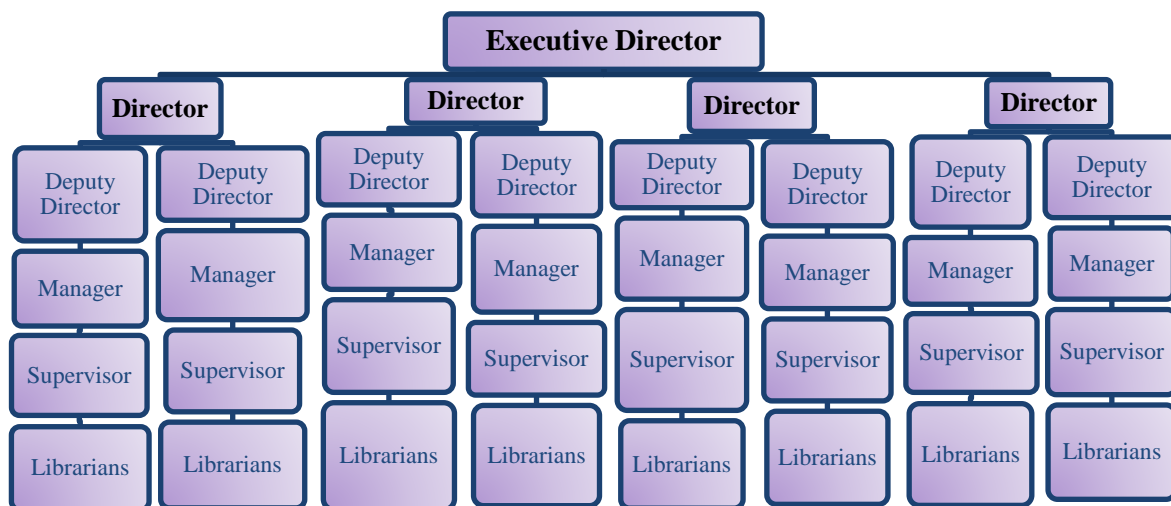 Executive Director
Director
Director
Director
Director
Deputy
Director
Deputy
Director
Deputy
Director
Deputy
Director
Deputy
Director
Deputy
Director
Deputy
Director
Deputy
Director
Manager
Manager
Manager
Manager
Manager
Manager
Manager
Manager
Supervisor
Supervisor
Supervisor
Supervisor
Supervisor
Supervisor
Supervisor
Supervisor
Librarians
Librarians
Librarians
Librarians
Librarians
Librarians
Librarians
Librarians